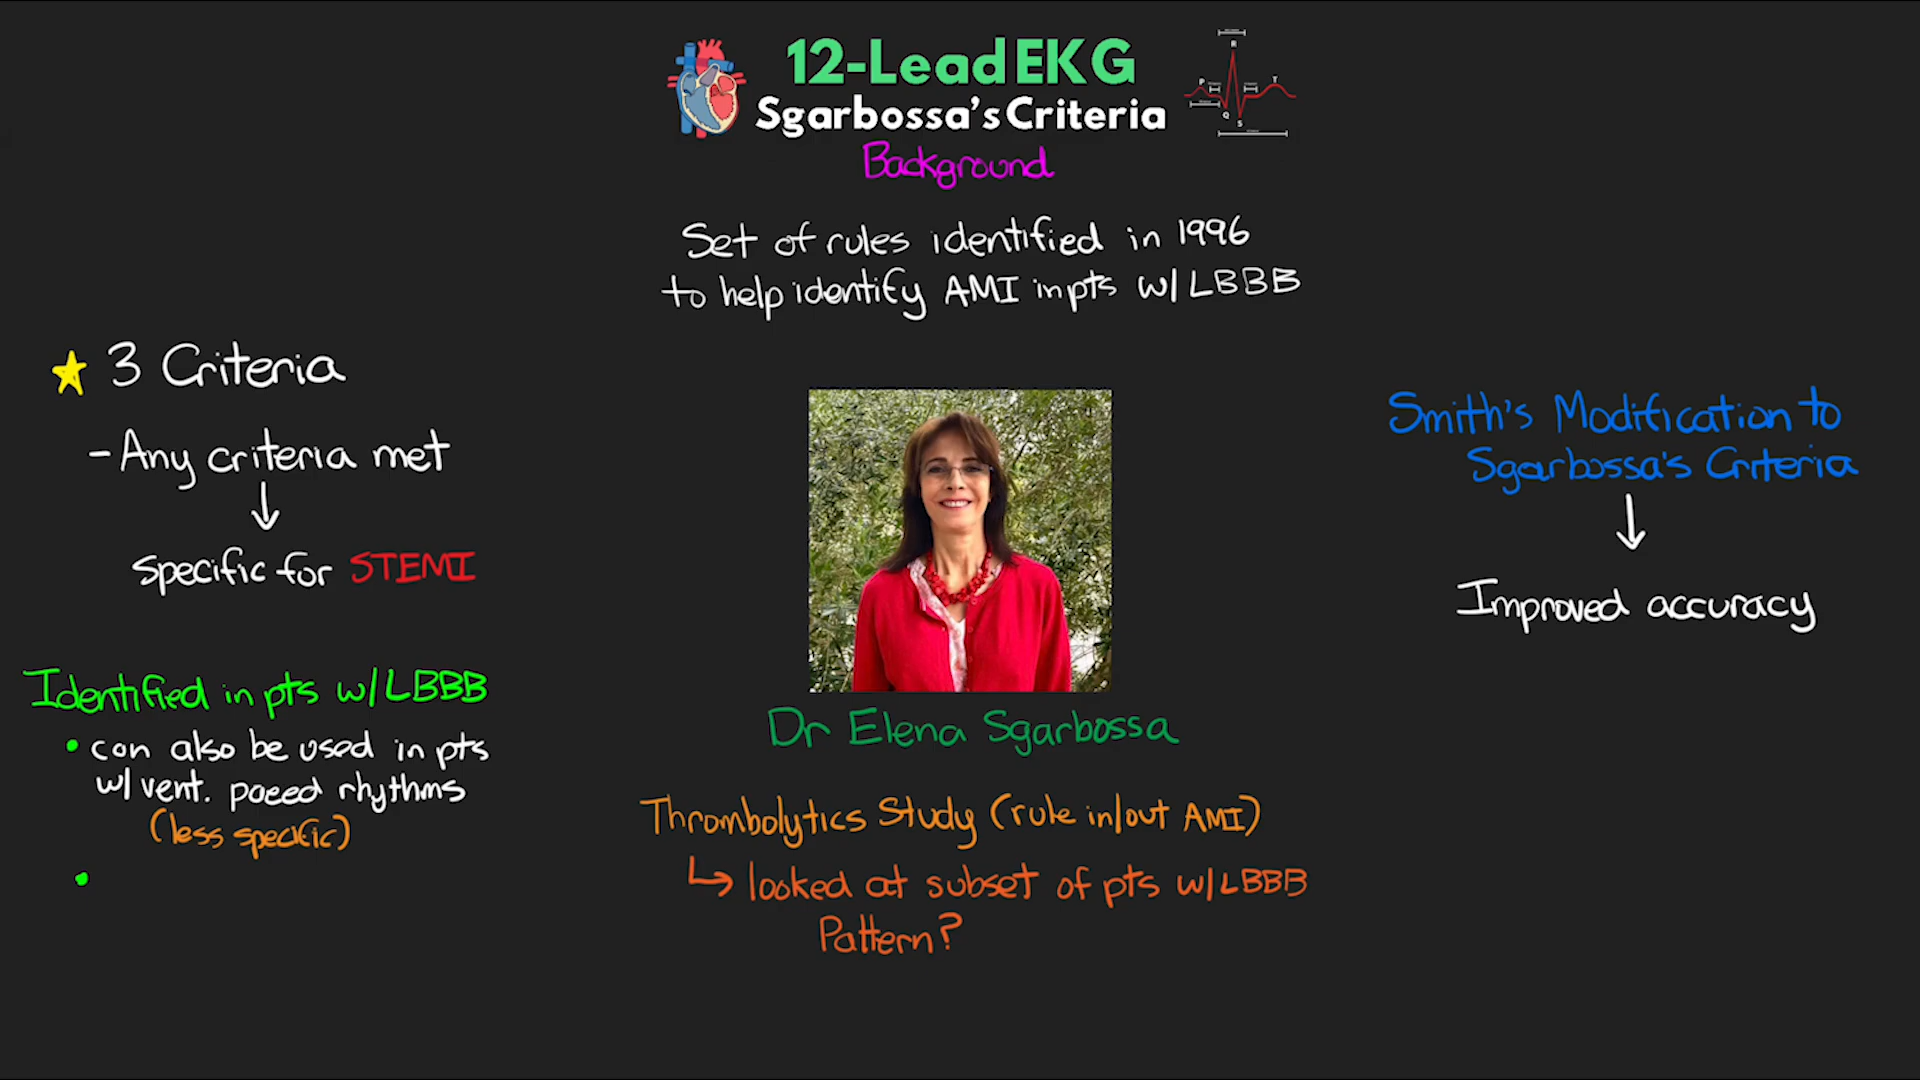 12-Lead EKG
Sgarbossa's Criteria
R
P
T
Q
S
Background
Set of rules identified in 1996
to help identify AMI in pts w/ LBBB
3 Criteria
- Any criteria met
↓
specific for STEMI
Identified in pts w/ LBBB
• can also be used in pts
w/ vent. paced rhythms
(less specific)
•
Dr Elena Sgarbossa
Thrombolytics Study (rule in/out AMI)
↳ looked at subset of pts w/ LBBB
Pattern?
Smith's Modification to
Sgarbossa's Criteria
↓
Improved accuracy